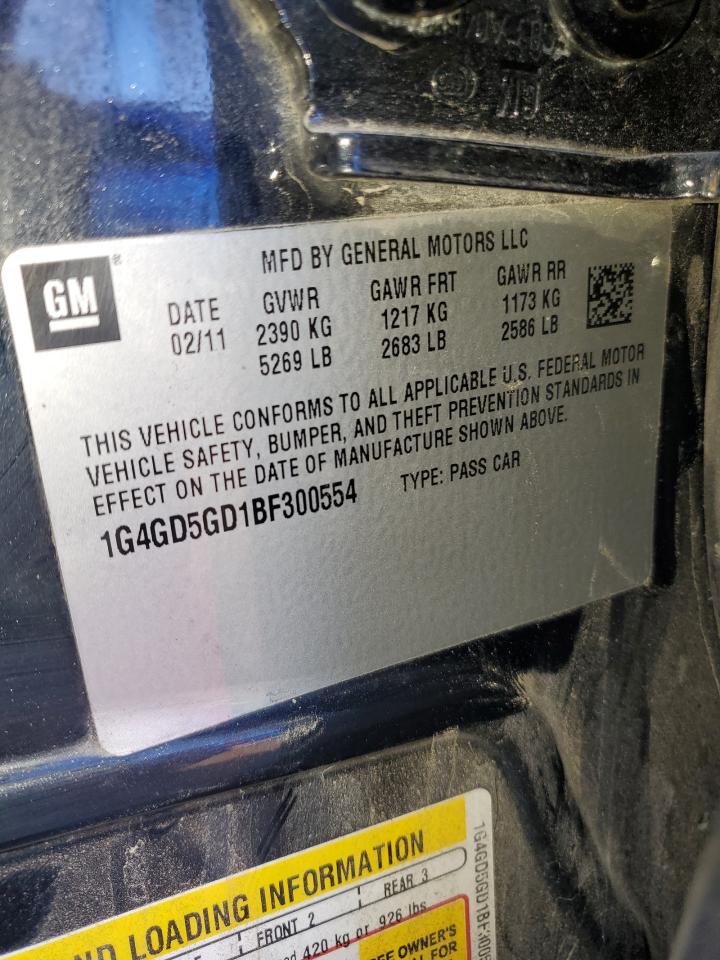 GM
MFD BY GENERAL MOTORS LLC
DATE GVWR GAWR FRT GAWR RR
02/11 2390 KG 1217 KG 1173 KG
5269 LB 2683 LB 2586 LB
THIS VEHICLE CONFORMS TO ALL APPLICABLE U.S. FEDERAL MOTOR
VEHICLE SAFETY, BUMPER, AND THEFT PREVENTION STANDARDS IN
EFFECT ON THE DATE OF MANUFACTURE SHOWN ABOVE.
1G4GD5GD1BF300554 TYPE: PASS CAR
LOADING INFORMATION
FRONT 2 REAR 3
420 kg or 926 lbs
OWNER'S
FOR